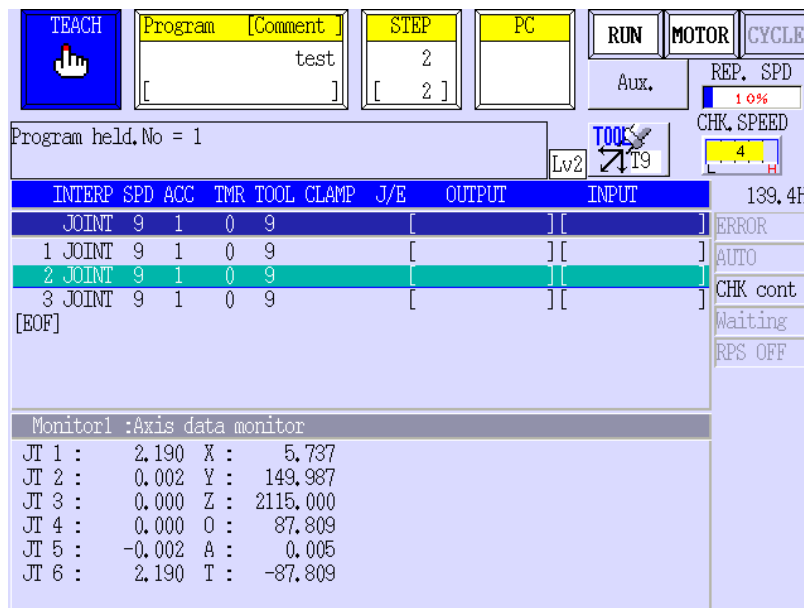 TEACH
Program [Comment ]
test
[ ]
STEP
2
[ 2 ]
PC
RUN
MOTOR
CYCLE
Aux.
REP. SPD
10%
Program held.No = 1
Lv2
TOOL
T9
CHK.SPEED
4
L H
INTERP SPD ACC TMR TOOL CLAMP J/E OUTPUT INPUT
JOINT 9 1 0 9 [ ][ ]
1 JOINT 9 1 0 9 [ ][ ]
2 JOINT 9 1 0 9
3 JOINT 9 1 0 9 [ ][ ]
[EOF]
139.4H
ERROR
AUTO
CHK cont
Waiting
RPS OFF
Monitor1 :Axis data monitor
JT 1 : 2.190 X : 5.737
JT 2 : 0.002 Y : 149.987
JT 3 : 0.000 Z : 2115.000
JT 4 : 0.000 O : 87.809
JT 5 : -0.002 A : 0.005
JT 6 : 2.190 T : -87.809